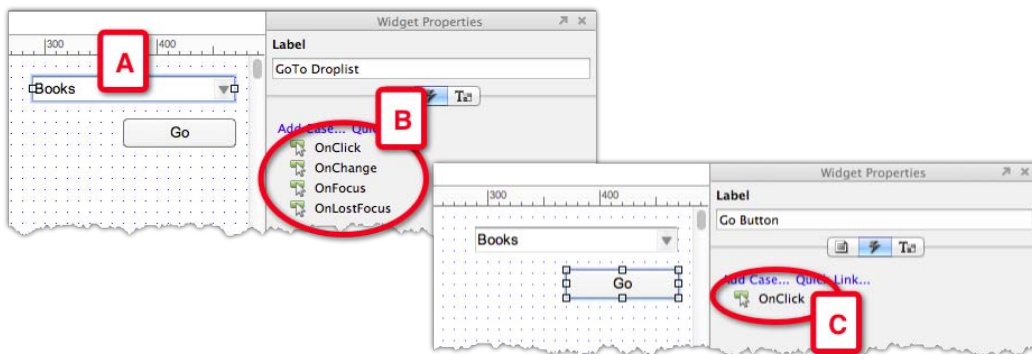 Widget Properties
300
400
Label
A
GoTo Droplist
Books
B
Go
Add Case... Qui
OnClick
OnChange
OnFocus
OnLostFocus
Widget Properties
300
400
Label
Go Button
Books
Go
Add Case... Quick Link...
OnClick
C